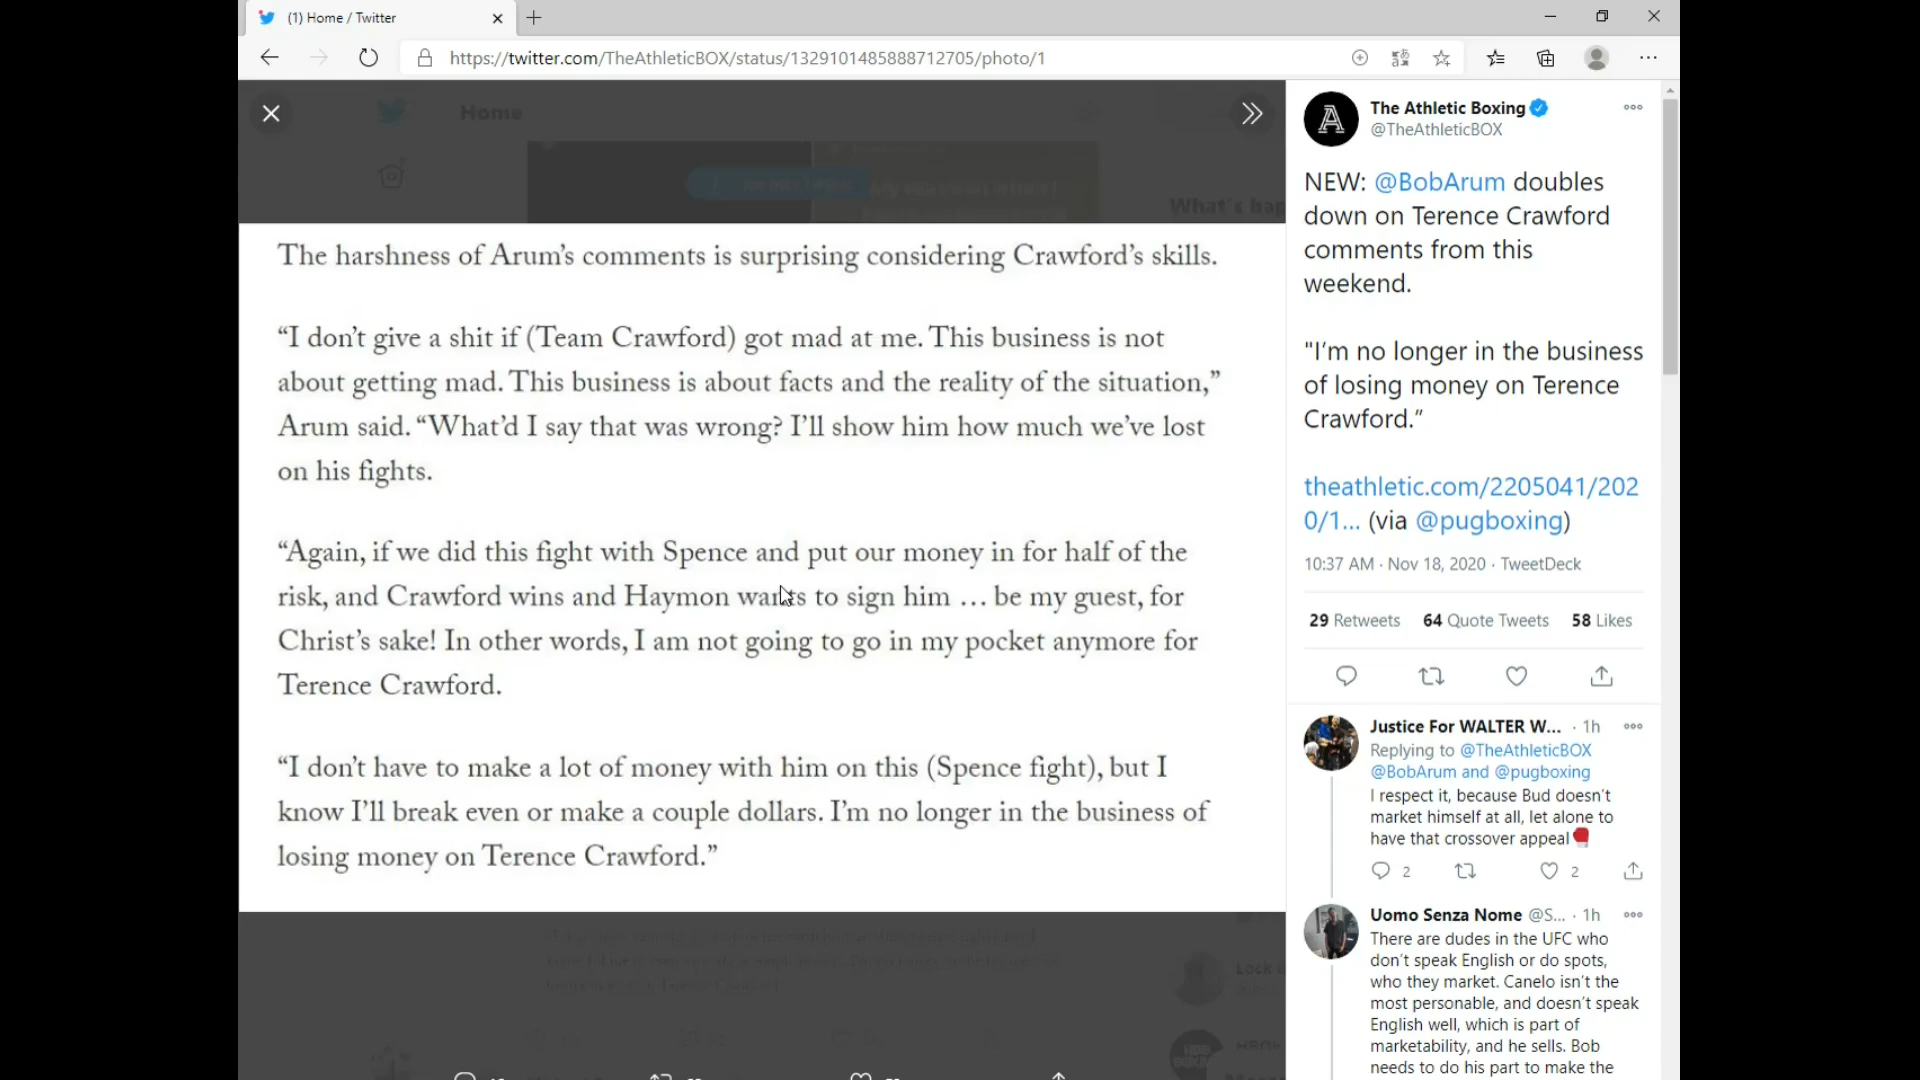 (1) Home / Twitter
https://twitter.com/TheAthleticBOX/status/1329101485888712705/photo/1
Home
The harshness of Arum’s comments is surprising considering Crawford’s skills.
“I don’t give a shit if (Team Crawford) got mad at me. This business is not
about getting mad. This business is about facts and the reality of the situation,”
Arum said. “What’d I say that was wrong? I’ll show him how much we’ve lost
on his fights.
“Again, if we did this fight with Spence and put our money in for half of the
risk, and Crawford wins and Haymon wants to sign him … be my guest, for
Christ’s sake! In other words, I am not going to go in my pocket anymore for
Terence Crawford.
“I don’t have to make a lot of money with him on this (Spence fight), but I
know I’ll break even or make a couple dollars. I’m no longer in the business of
losing money on Terence Crawford.”
The Athletic Boxing
@TheAthleticBOX
NEW: @BobArum doubles
down on Terence Crawford
comments from this
weekend.
"I’m no longer in the business
of losing money on Terence
Crawford.”
theathletic.com/2205041/202
0/1... (via @pugboxing)
10:37 AM · Nov 18, 2020 · TweetDeck
29 Retweets 64 Quote Tweets 58 Likes
Justice For WALTER W... · 1h
Replying to @TheAthleticBOX
@BobArum and @pugboxing
I respect it, because Bud doesn’t
market himself at all, let alone to
have that crossover appeal
2 2
Uomo Senza Nome @S... · 1h
There are dudes in the UFC who
don’t speak English or do spots,
who they market. Canelo isn’t the
most personable, and doesn’t speak
English well, which is part of
marketability, and he sells. Bob
needs to do his part to make the